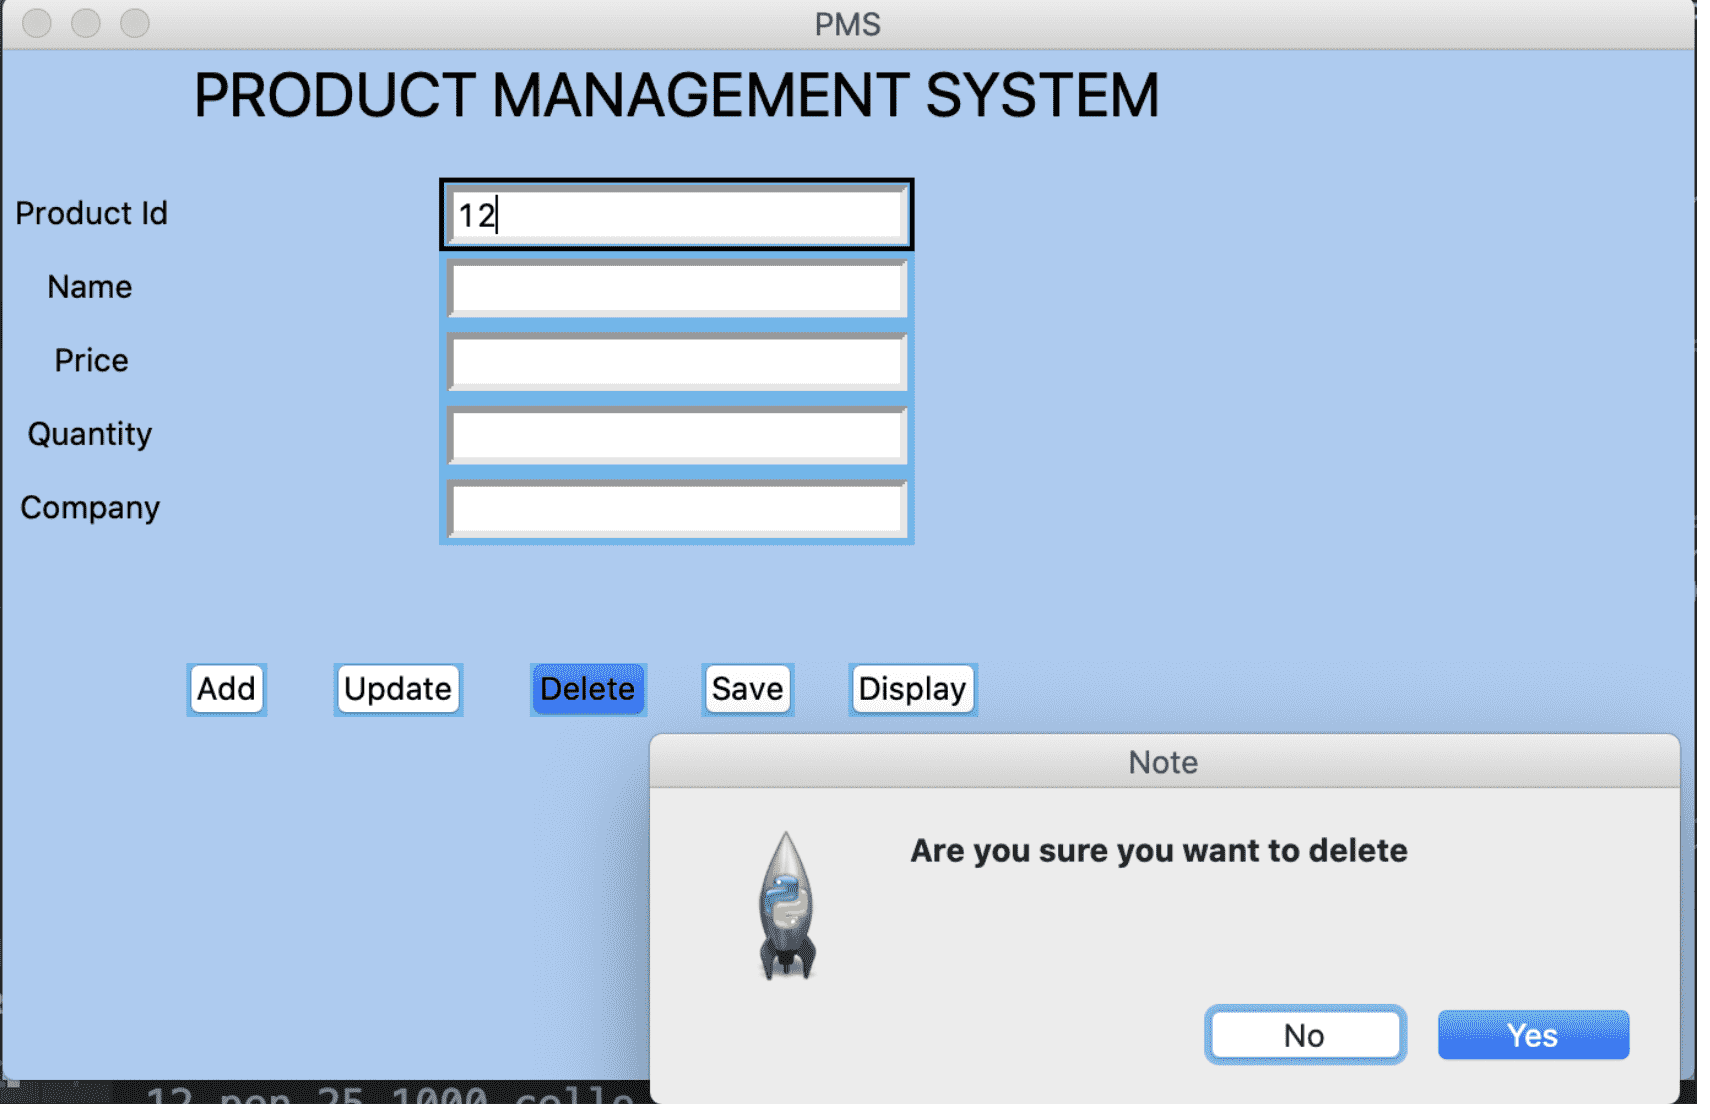 PMS
PRODUCT MANAGEMENT SYSTEM
Product Id 12
Name
Price
Quantity
Company
Add Update Delete Save Display
Note
Are you sure you want to delete
No Yes
12 pen 25 1000 cello